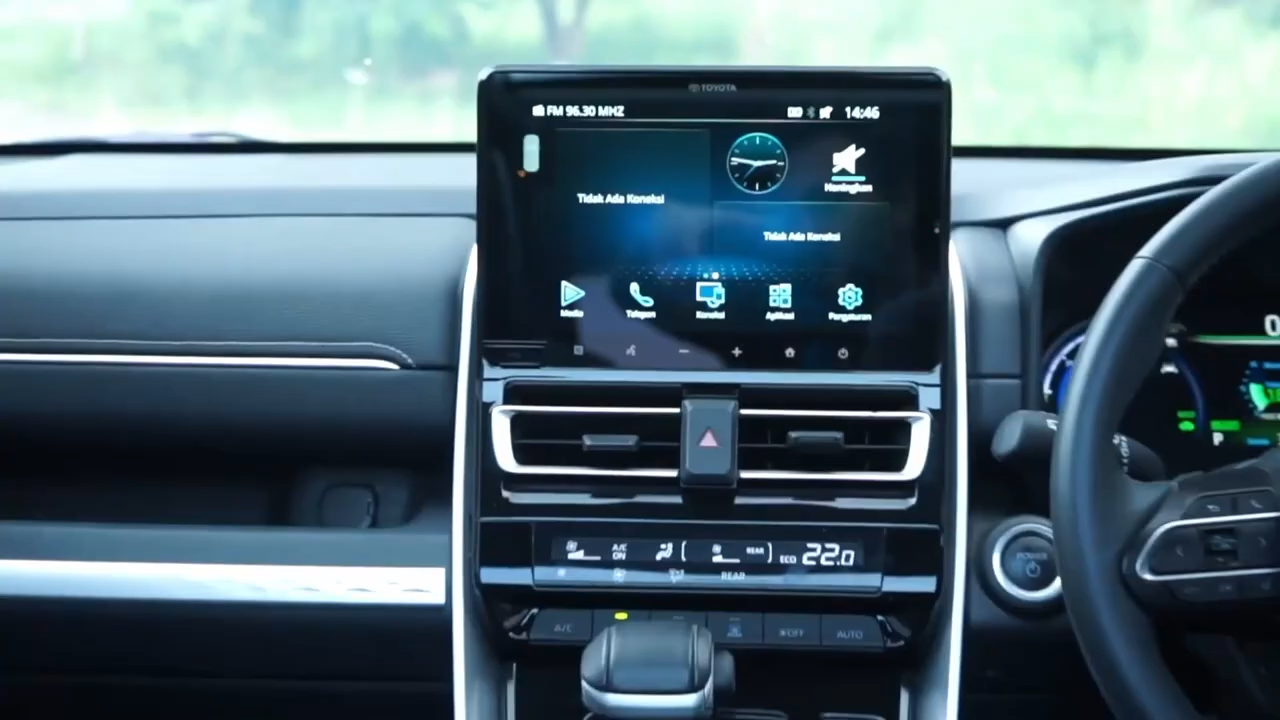 TOYOTA
FM 96.30 MHZ
14:46
Tidak Ada Koneksi
Heningkan
Tidak Ada Koneksi
Media
Telepon
Koneksi
Aplikasi
Pengaturan
A/C ON
REAR
ECO 22.0
REAR
A/C
OFF
AUTO
POWER
P